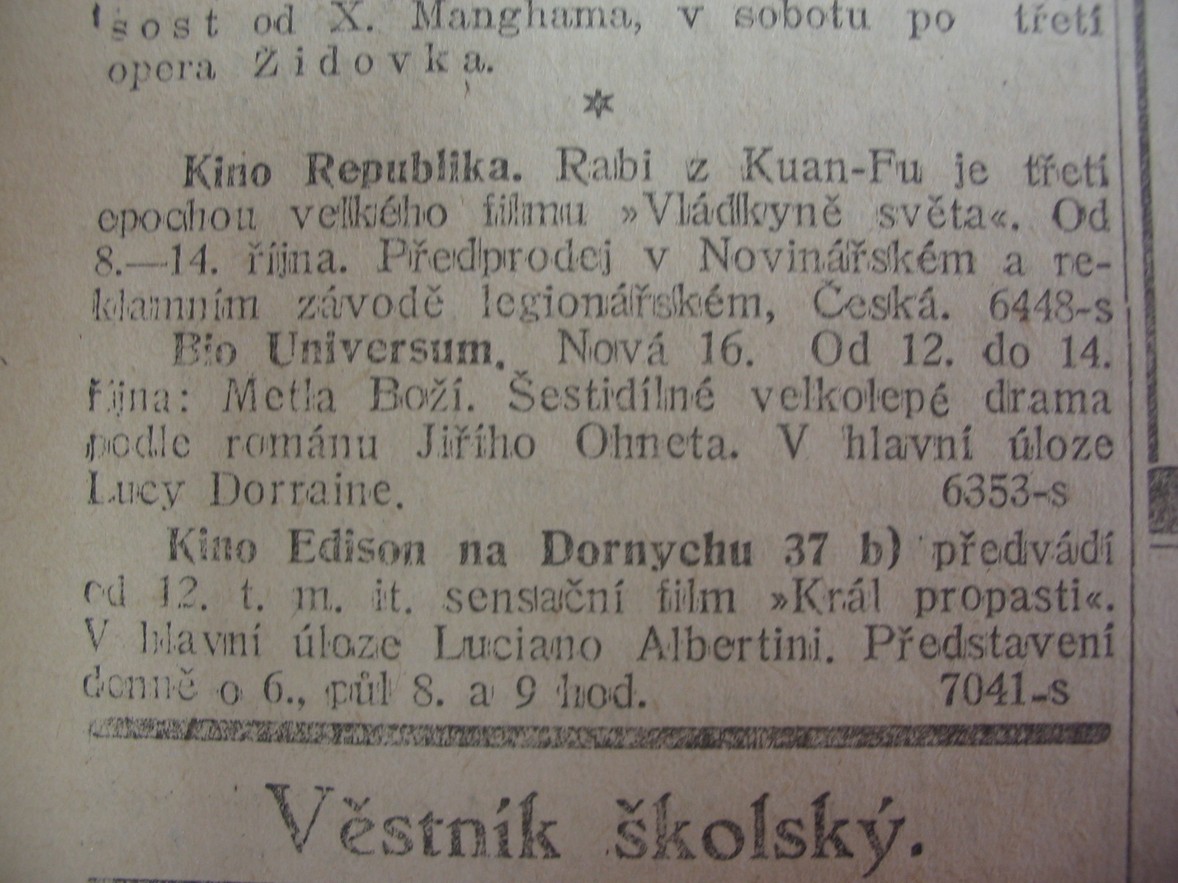 sost od X. Manghama, v sobotu po třetí
opera Židovka.
*
Kino Republika. Rabi z Kuan-Fu je třetí
epochou velkého filmu »Vládkyně světa«. Od
8.—14. října. Předprodej v Novinářském a re-
klamním závodě legionářském, Česká. 6448-s
Bio Universum. Nová 16. Od 12. do 14.
října: Metla Boží. Šestidílné velkolepé drama
podle románu Jiřího Ohneta. V hlavní úloze
Lucy Dorraine. 6353-s
Kino Edison na Dornychu 37 b) předvádí
od 12. t. m. it. sensační film »Král propasti«.
V hlavní úloze Luciano Albertini. Představení
denně o 6., půl 8. a 9 hod. 7041-s
Věstník školský.